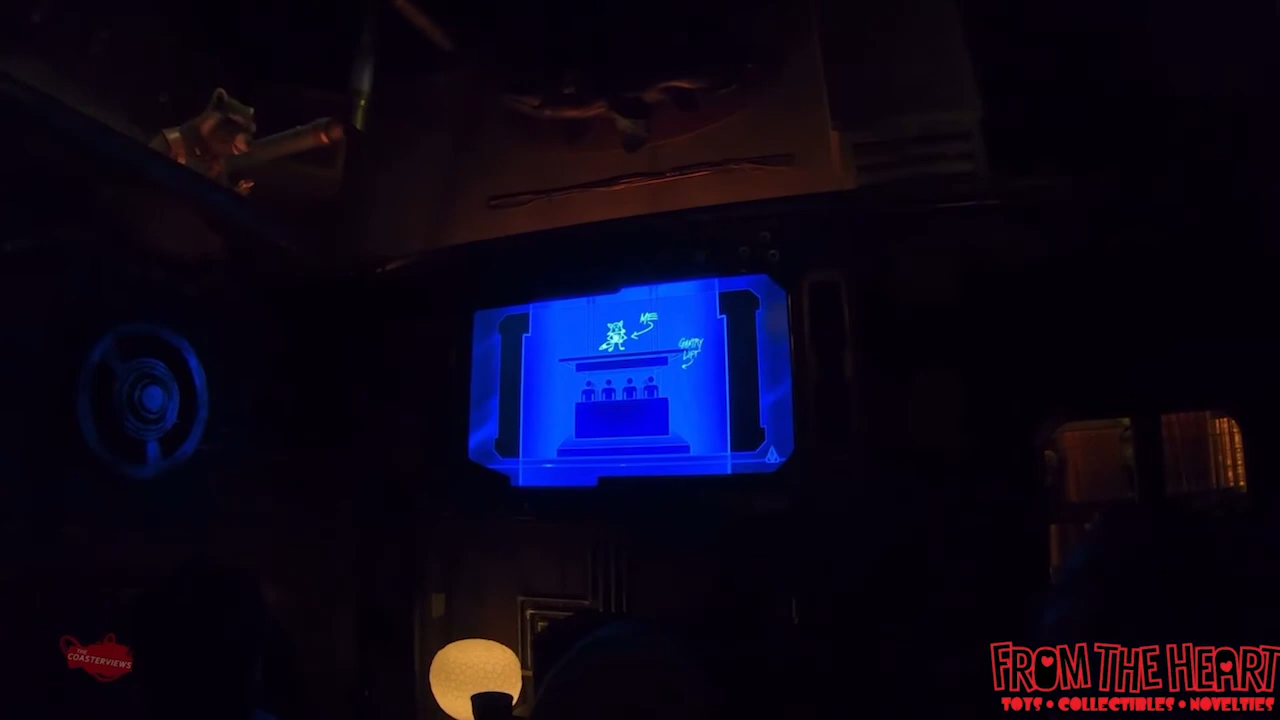 ME
GANTRY
LIFT
THE
COASTERVIEWS
FROM THE HEART
TOYS • COLLECTIBLES • NOVELTIES